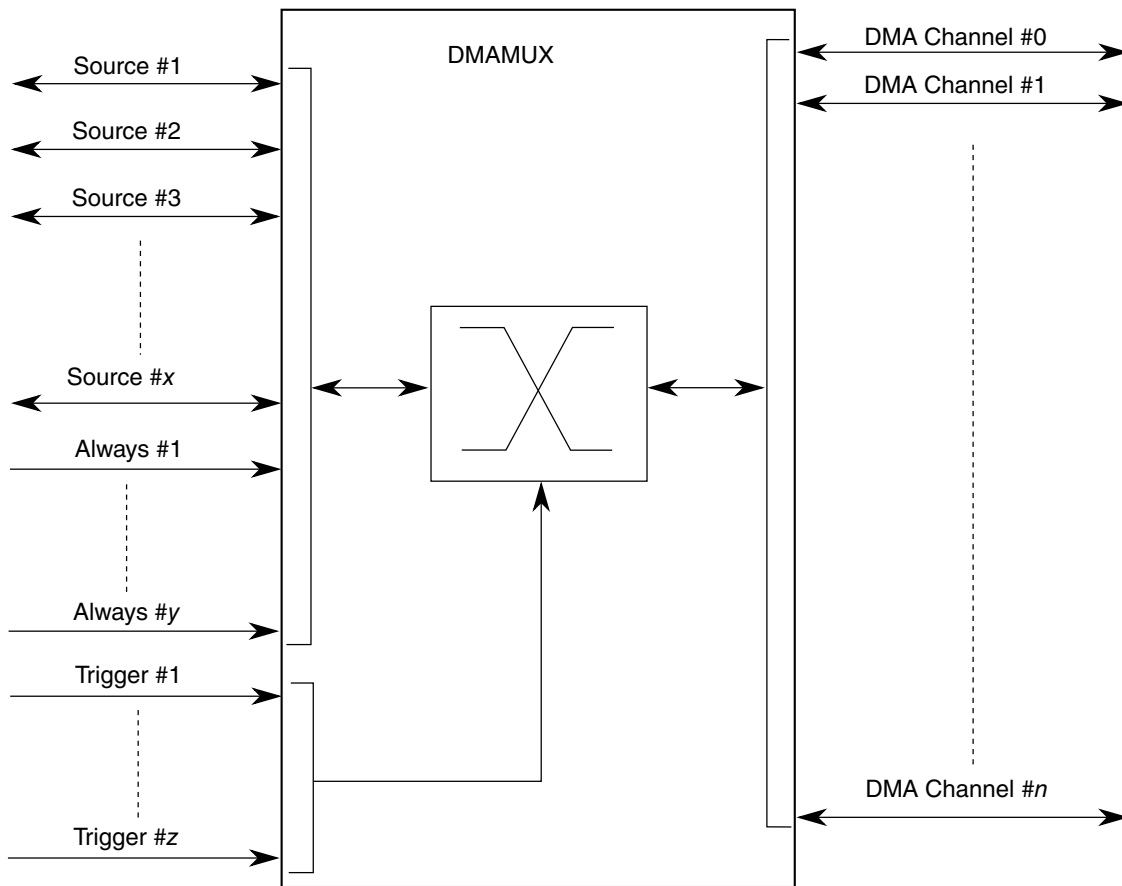 DMAMUX
Source #1
Source #2
Source #3
Source #x
Always #1
Always #y
Trigger #1
Trigger #z
DMA Channel #0
DMA Channel #1
DMA Channel #n